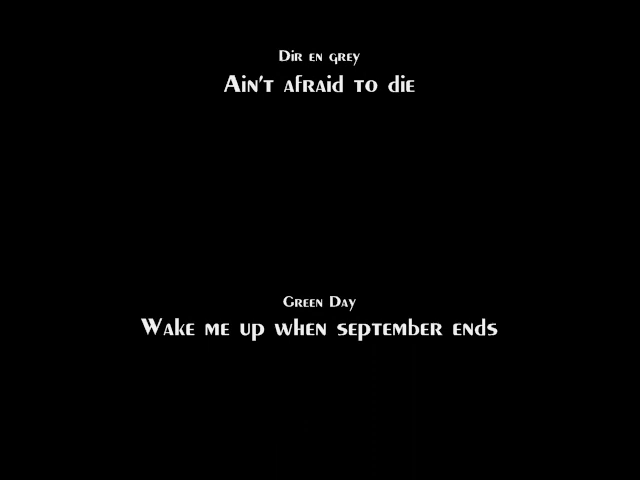 Dir en grey
Ain't afraid to die
Green Day
Wake me up when september ends